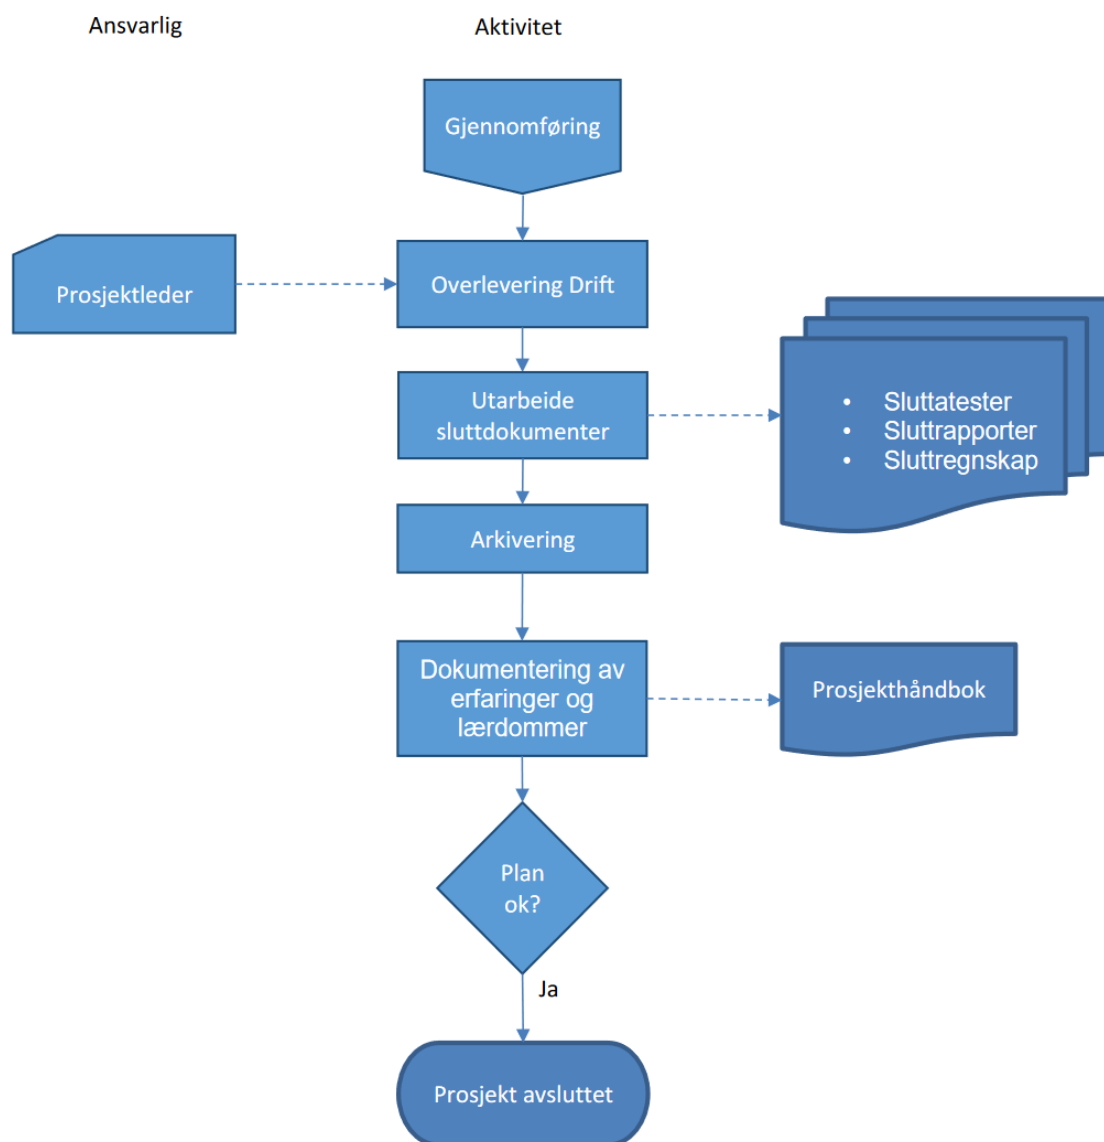 Ansvarlig
Aktivitet
Gjennomføring
Prosjektleder
Overlevering Drift
Utarbeide
sluttdokumenter
• Sluttatester
• Sluttrapporter
• Sluttregnskap
Arkivering
Dokumentering av
erfaringer og
lærdommer
Prosjekthåndbok
Plan
ok?
Ja
Prosjekt avsluttet